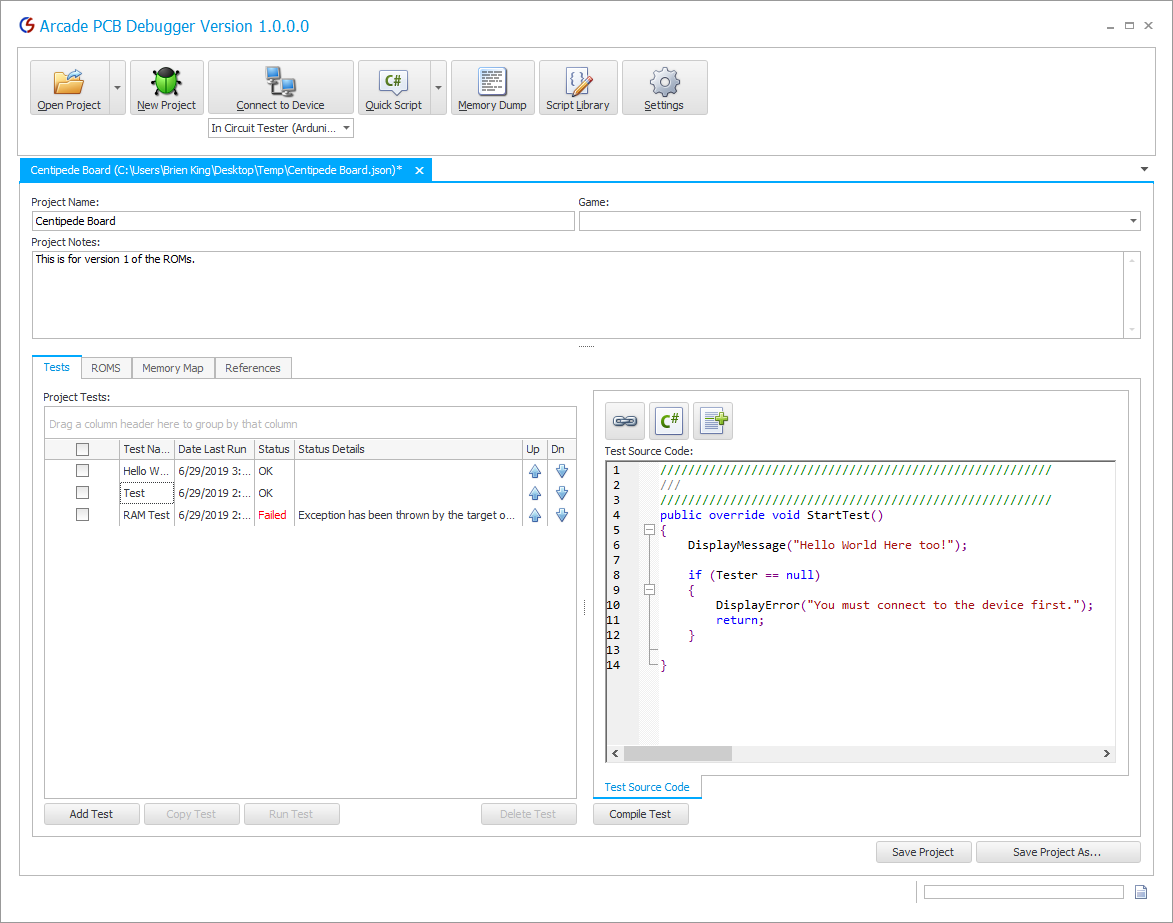 Arcade PCB Debugger Version 1.0.0.0
Open Project
New Project
Connect to Device
C#
Quick Script
Memory Dump
{}
Script Library
Settings
In Circuit Tester (Arduni...
Centipede Board (C:\Users\Brien King\Desktop\Temp\Centipede Board.json)*
Project Name:
Game:
Centipede Board
Project Notes:
This is for version 1 of the ROMs.
Tests
ROMS
Memory Map
References
Project Tests:
Drag a column header here to group by that column
Test Na... Date Last Run Status Status Details Up Dn
Hello W... 6/29/2019 3:... OK
Test 6/29/2019 2:... OK
RAM Test 6/29/2019 2:... Failed Exception has been thrown by the target o...
Add Test
Copy Test
Run Test
Delete Test
C#
Test Source Code:
1 ////////////////////////////////////////////////////////
2 ///
3 ////////////////////////////////////////////////////////
4 public override void StartTest()
5 {
6 DisplayMessage("Hello World Here too!");
7
8 if (Tester == null)
9 {
10 DisplayError("You must connect to the device first.");
11 return;
12 }
13
14 }
Test Source Code
Compile Test
Save Project
Save Project As...